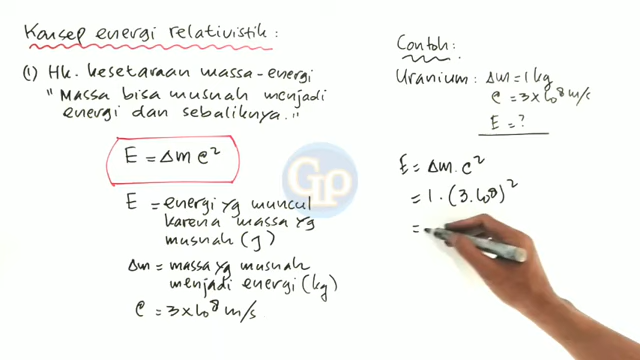 Konsep energi relativistik :
(1) Hk. kesetaraan massa-energi
"Massa bisa musnah menjadi
energi dan sebaliknya."
E = Δm c²
E = energi yg muncul
karena massa yg
musnah (J)
Δm = massa yg musnah
menjadi energi (kg)
c = 3 x 10⁸ m/s
Gp
Contoh :
Uranium : Δm = 1 kg
c = 3 x 10⁸ m/s
E = ?
E = Δm . c²
= 1 . (3.10⁸)²
=